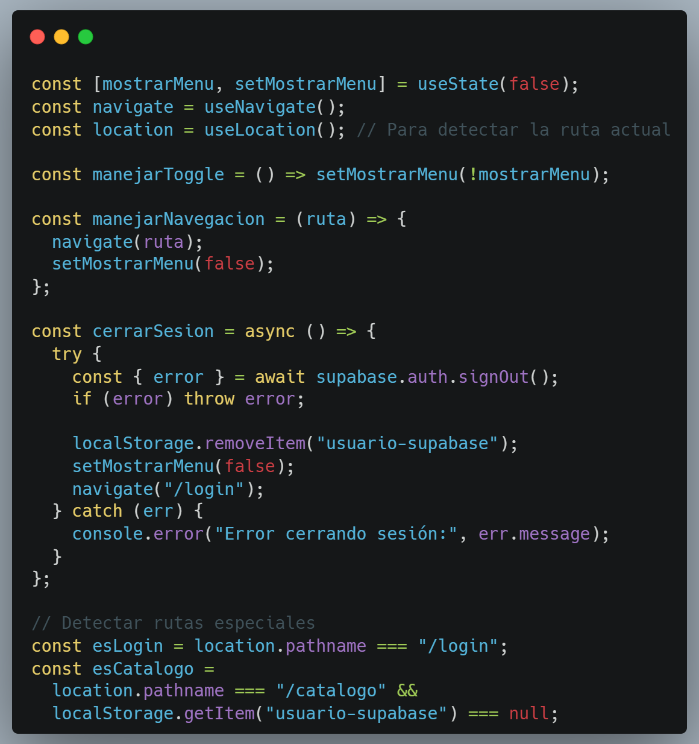 const [mostrarMenu, setMostrarMenu] = useState(false);
const navigate = useNavigate();
const location = useLocation(); // Para detectar la ruta actual

const manejarToggle = () => setMostrarMenu(!mostrarMenu);

const manejarNavegacion = (ruta) => {
  navigate(ruta);
  setMostrarMenu(false);
};

const cerrarSesion = async () => {
  try {
    const { error } = await supabase.auth.signOut();
    if (error) throw error;

    localStorage.removeItem("usuario-supabase");
    setMostrarMenu(false);
    navigate("/login");
  } catch (err) {
    console.error("Error cerrando sesión:", err.message);
  }
};

// Detectar rutas especiales
const esLogin = location.pathname === "/login";
const esCatalogo =
  location.pathname === "/catalogo" &&
  localStorage.getItem("usuario-supabase") === null;